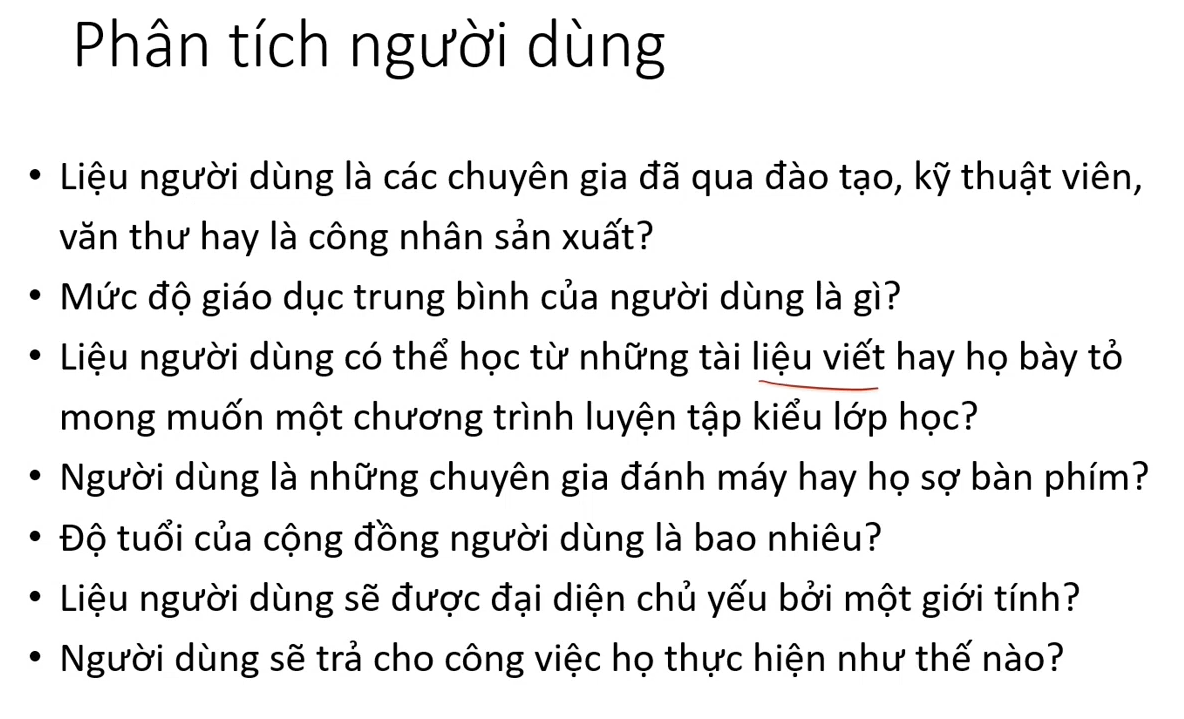 Phân tích người dùng
• Liệu người dùng là các chuyên gia đã qua đào tạo, kỹ thuật viên,
văn thư hay là công nhân sản xuất?
• Mức độ giáo dục trung bình của người dùng là gì?
• Liệu người dùng có thể học từ những tài liệu viết hay họ bày tỏ
mong muốn một chương trình luyện tập kiểu lớp học?
• Người dùng là những chuyên gia đánh máy hay họ sợ bàn phím?
• Độ tuổi của cộng đồng người dùng là bao nhiêu?
• Liệu người dùng sẽ được đại diện chủ yếu bởi một giới tính?
• Người dùng sẽ trả cho công việc họ thực hiện như thế nào?